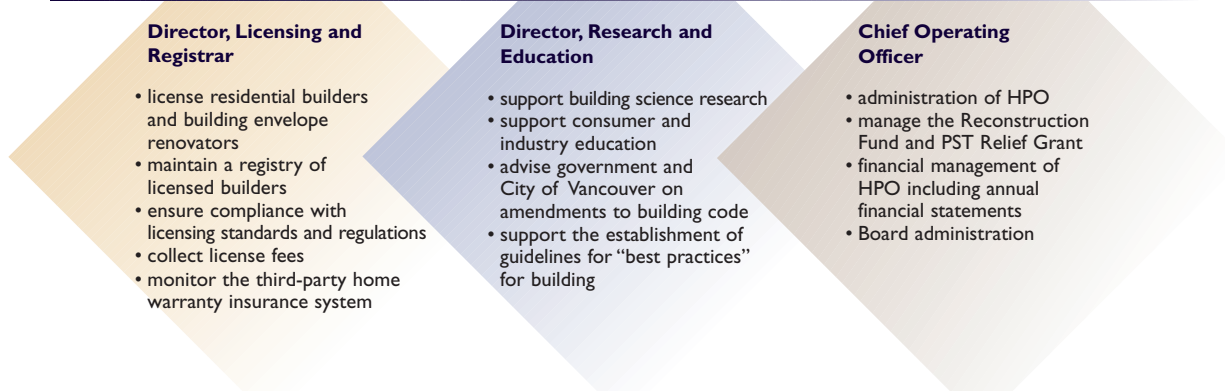 Director, Licensing and
Registrar
• license residential builders
and building envelope
renovators
• maintain a registry of
licensed builders
• ensure compliance with
licensing standards and regulations
• collect license fees
• monitor the third-party home
warranty insurance system
Director, Research and
Education
• support building science research
• support consumer and
industry education
• advise government and
City of Vancouver on
amendments to building code
• support the establishment of
guidelines for “best practices”
for building
Chief Operating
Officer
• administration of HPO
• manage the Reconstruction
Fund and PST Relief Grant
• financial management of
HPO including annual
financial statements
• Board administration